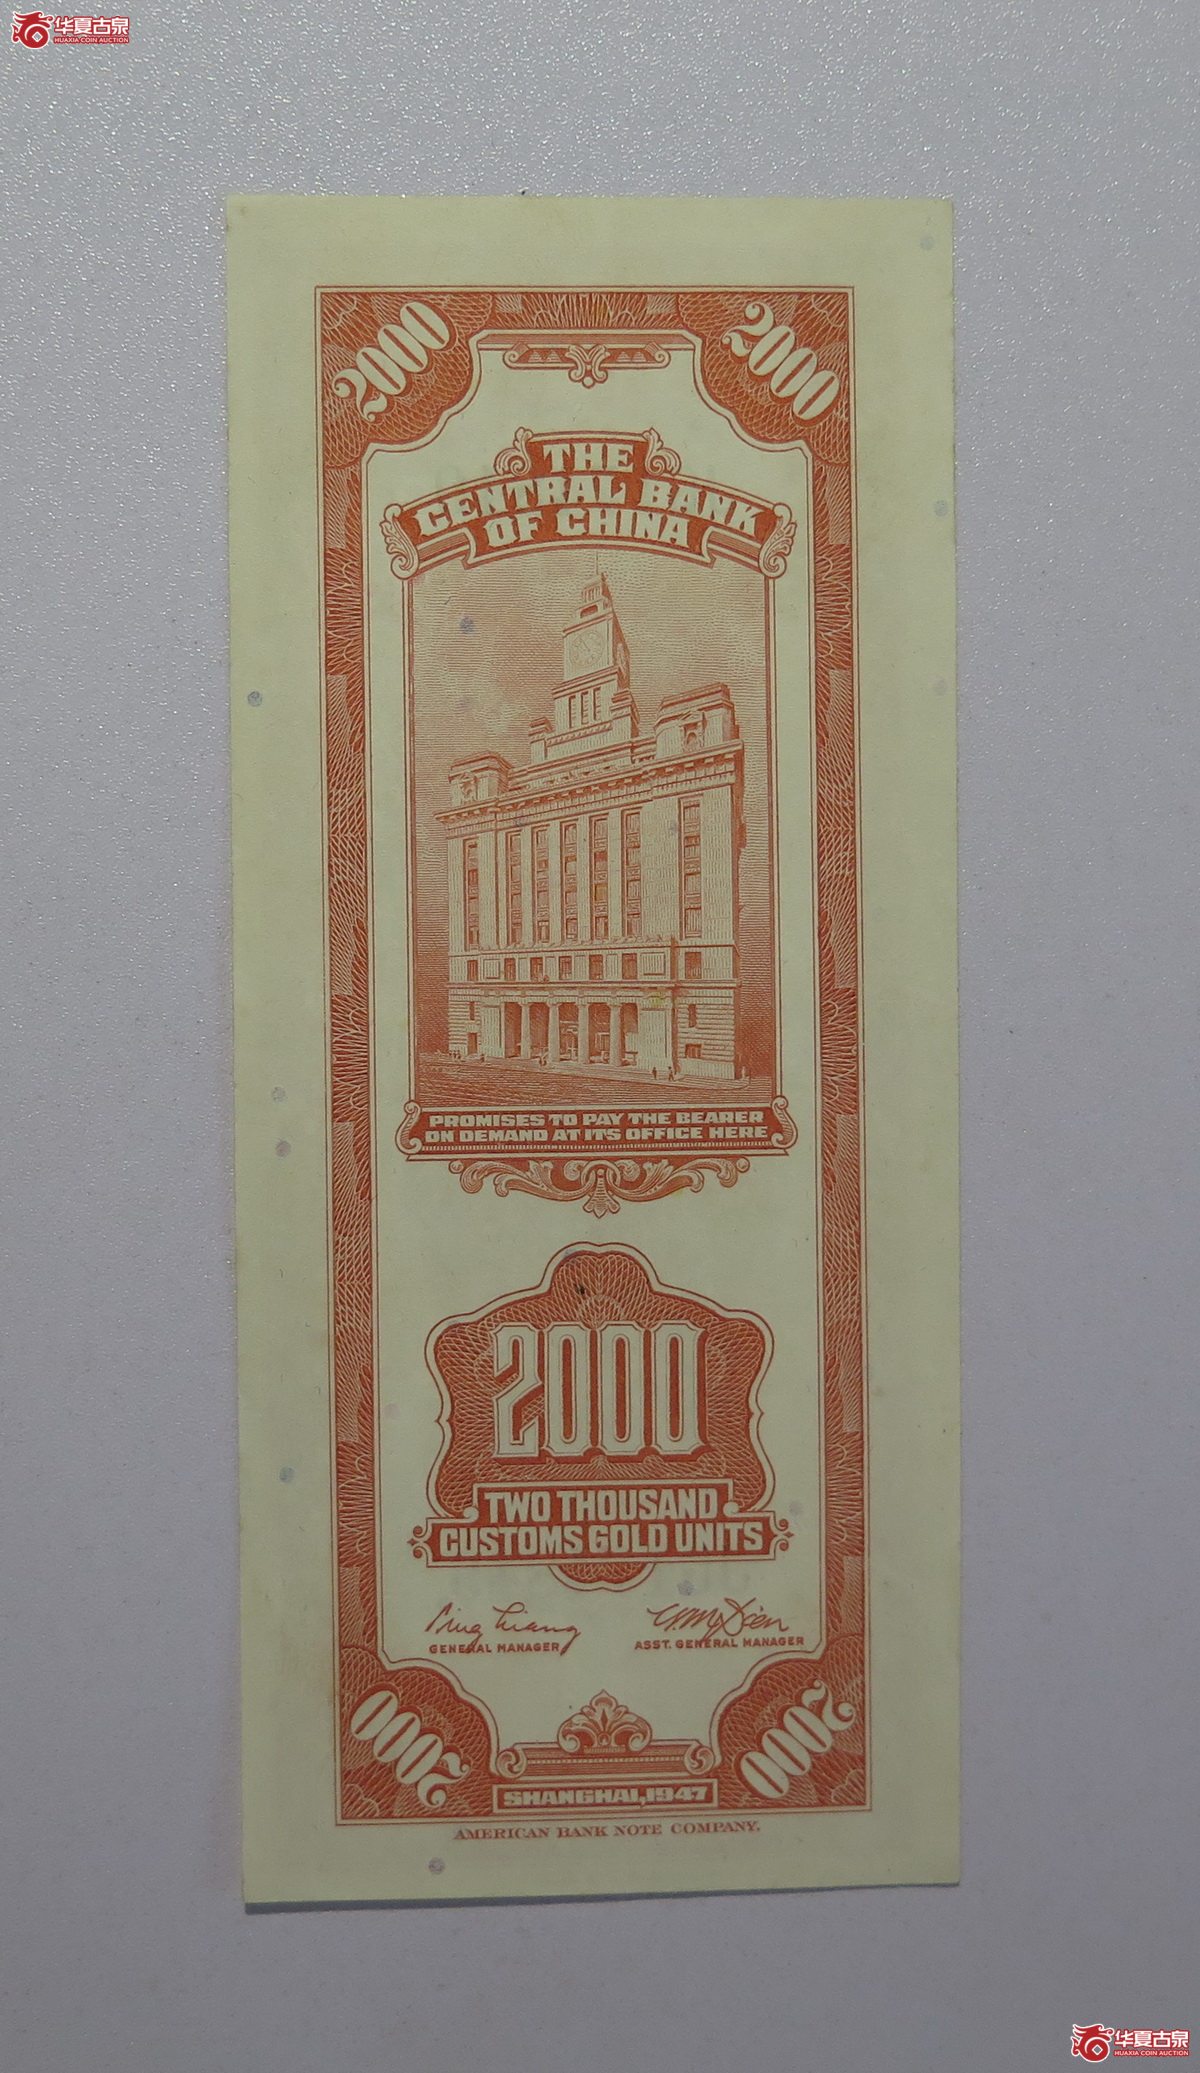 华夏古泉
HUAXIA COIN AUCTION
2000
2000
THE
CENTRAL BANK
OF CHINA
PROMISES TO PAY THE BEARER
ON DEMAND AT ITS OFFICE HERE
2000
TWO THOUSAND
CUSTOMS GOLD UNITS
GENERAL MANAGER
ASST. GENERAL MANAGER
2000
2000
SHANGHAI, 1947
AMERICAN BANK NOTE COMPANY.
华夏古泉
HUAXIA COIN AUCTION